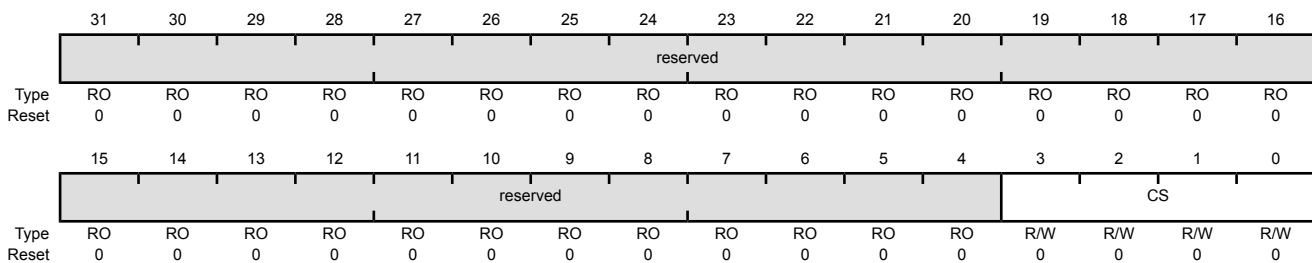 31 30 29 28 27 26 25 24 23 22 21 20 19 18 17 16
reserved
Type RO RO RO RO RO RO RO RO RO RO RO RO RO RO RO RO
Reset 0 0 0 0 0 0 0 0 0 0 0 0 0 0 0 0
15 14 13 12 11 10 9 8 7 6 5 4 3 2 1 0
reserved CS
Type RO RO RO RO RO RO RO RO RO RO RO RO R/W R/W R/W R/W
Reset 0 0 0 0 0 0 0 0 0 0 0 0 0 0 0 0